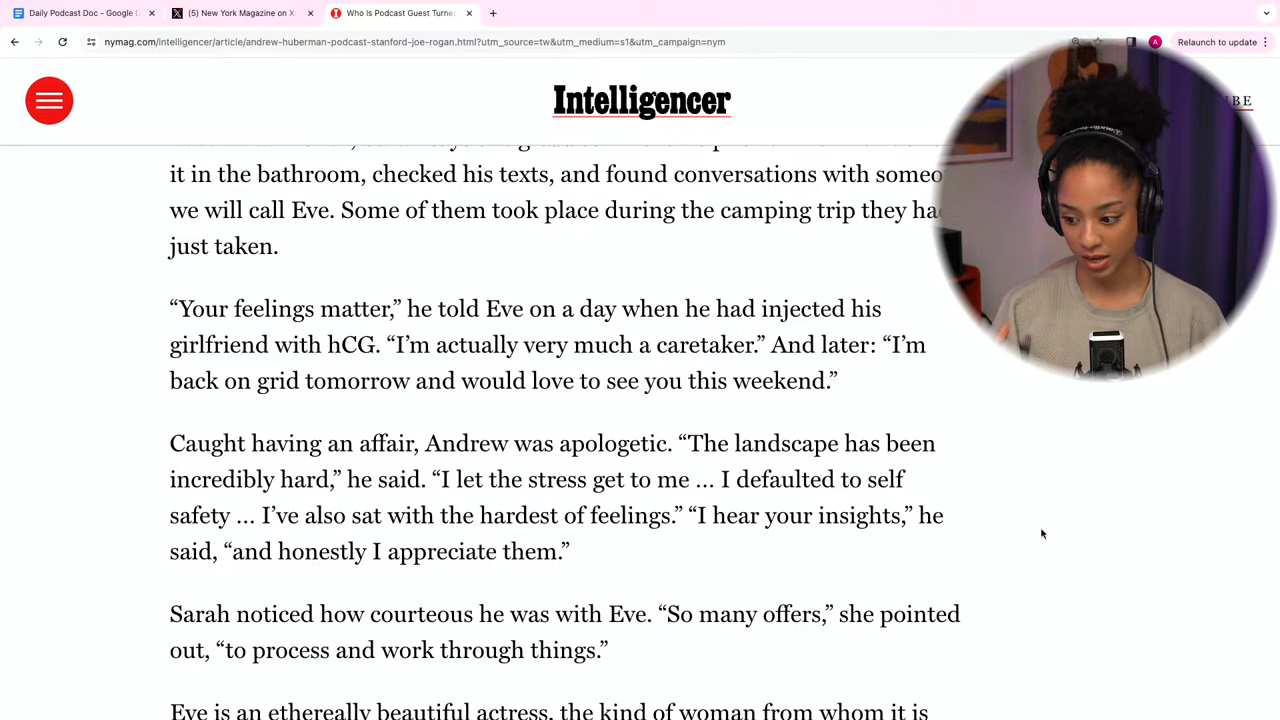 Daily Podcast Doc - Google
(5) New York Magazine on X
Who Is Podcast Guest Turne
nymag.com/intelligencer/article/andrew-huberman-podcast-stanford-joe-rogan.html?utm_source=tw&utm_medium=s1&utm_campaign=nym
A
Relaunch to update
Intelligencer
BE
it in the bathroom, checked his texts, and found conversations with someo
we will call Eve. Some of them took place during the camping trip they had
just taken.
“Your feelings matter,” he told Eve on a day when he had injected his
girlfriend with hCG. “I’m actually very much a caretaker.” And later: “I’m
back on grid tomorrow and would love to see you this weekend.”
Caught having an affair, Andrew was apologetic. “The landscape has been
incredibly hard,” he said. “I let the stress get to me … I defaulted to self
safety … I’ve also sat with the hardest of feelings.” “I hear your insights,” he
said, “and honestly I appreciate them.”
Sarah noticed how courteous he was with Eve. “So many offers,” she pointed
out, “to process and work through things.”
Eve is an ethereally beautiful actress, the kind of woman from whom it is